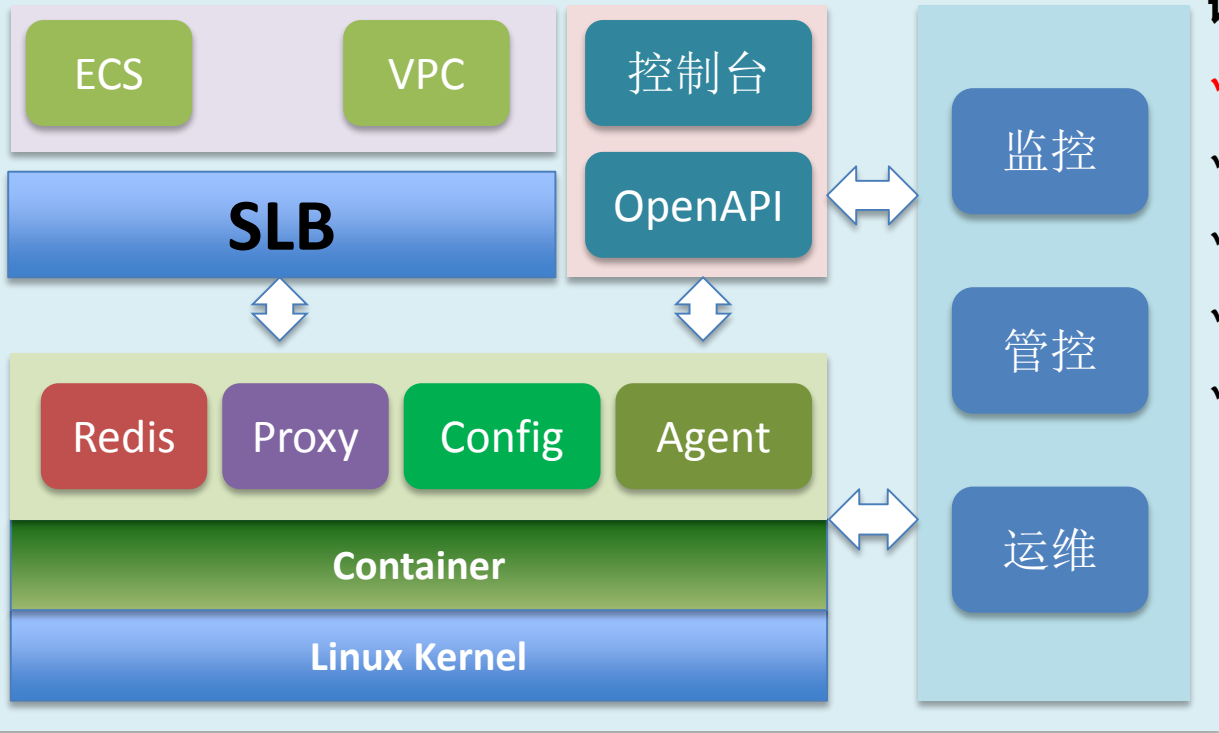 ECS
VPC
SLB
控制台
OpenAPI
监控
管控
运维
Redis
Proxy
Config
Agent
Container
Linux Kernel